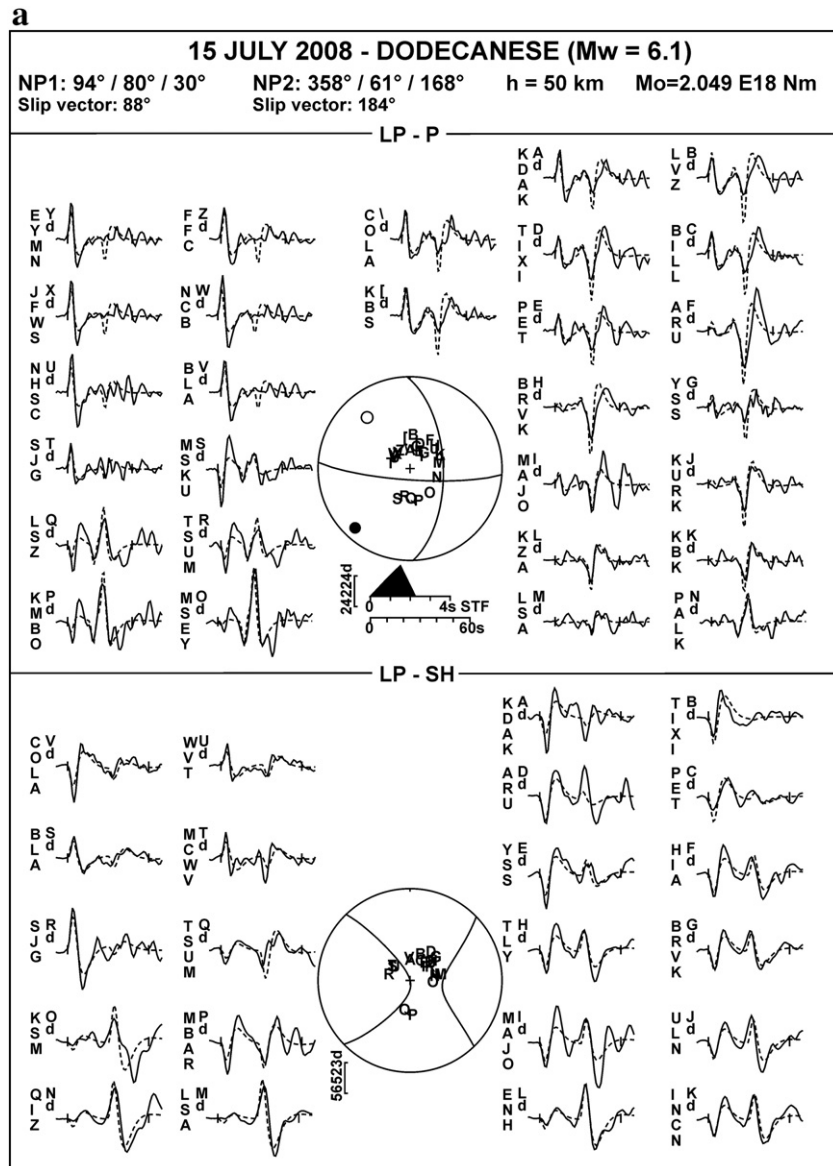 a
15 JULY 2008 - DODECANESE (Mw = 6.1)
NP1: 94° / 80° / 30° NP2: 358° / 61° / 168° h = 50 km Mo=2.049 E18 Nm
Slip vector: 88° Slip vector: 184°
LP - P
KDAK A d
LVZ B d
EYMN Y d
FFC Z d
COLA \ d
TIXI D d
BILL C d
JFWS X d
NCB W d
KBS [ d
PET E d
ARU F d
NHSC U d
BLA V d
BRVK H d
YSS G d
SJG T d
MSKU S d
MAJO I d
KURK J d
LSZ Q d
TSUM R d
KZA L d
KBK K d
KMBO P d
MSEY O d
LSA M d
PALK N d
N
S R Q P O
24224d
0 4s STF
0 60s
LP - SH
KDAK A d
TIXI B d
COLA V d
WVT U d
ARU D d
PET C d
BLA S d
MCWV T d
YSS E d
HIA F d
SJG R d
TSUM Q d
TLY H d
BRVK G d
KSM O d
MBAR P d
MAJO I d
ULN J d
QIZ N d
LSA M d
ENH L d
INCN K d
Q P
56523d